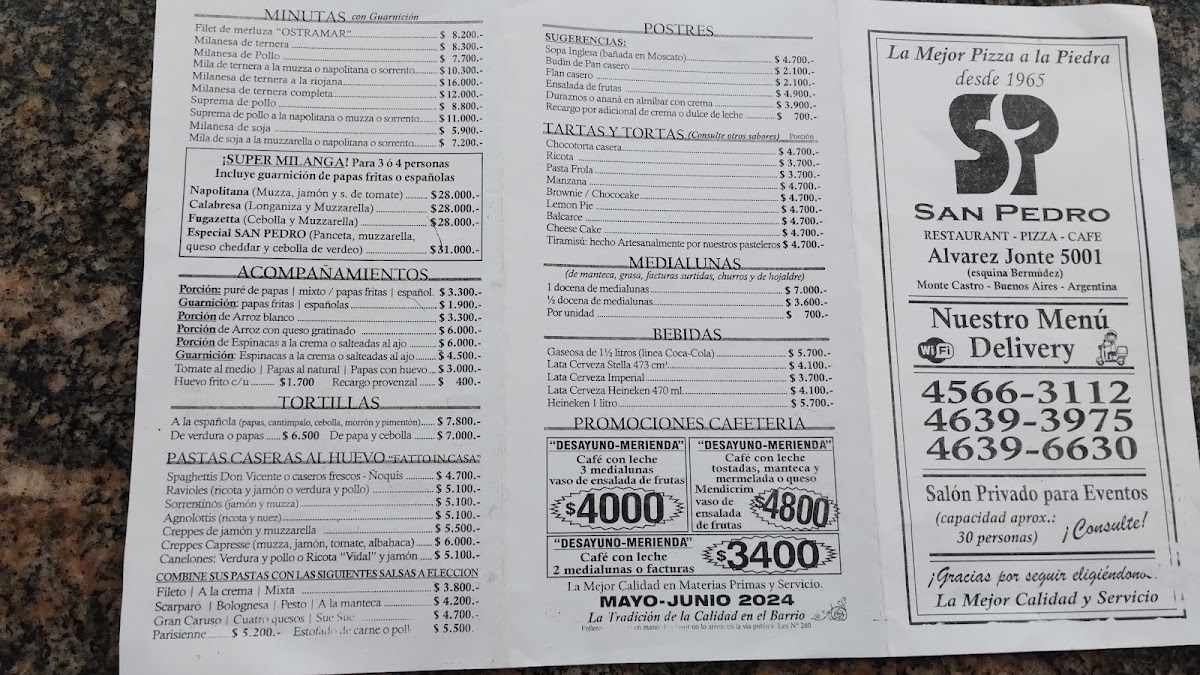 MINUTAS con Guarnición
Filet de merluza "OSTRAMAR" $ 8.200.-
Milanesa de ternera $ 8.300.-
Milanesa de Pollo $ 7.700.-
Mila de ternera a la muzza o napolitana o sorrento $ 10.300.-
Milanesa de ternera a la riojana $ 16.000.-
Milanesa de ternera completa $ 12.000.-
Suprema de pollo $ 8.800.-
Suprema de pollo a la napolitana o muzza o sorrento $ 11.000.-
Milanesa de soja $ 5.900.-
Mila de soja a la muzzarella o napolitana o sorrento $ 7.200.-
¡SUPER MILANGA! Para 3 ó 4 personas
Incluye guarnición de papas fritas o españolas
Napolitana (Muzza, jamón y s. de tomate) $ 28.000.-
Calabresa (Longaniza y Muzzarella) $ 28.000.-
Fugazetta (Cebolla y Muzzarella) $ 28.000.-
Especial SAN PEDRO (Panceta, muzzarella,
queso cheddar y cebolla de verdeo) $ 31.000.-
ACOMPAÑAMIENTOS
Porción: puré de papas | mixto / papas fritas | español. $ 3.300.-
Guarnición: papas fritas | españolas $ 1.900.-
Porción de Arroz blanco $ 3.300.-
Porción de Arroz con queso gratinado $ 6.000.-
Porción de Espinacas a la crema o salteadas al ajo $ 6.000.-
Guarnición: Espinacas a la crema o salteadas al ajo $ 4.500.-
Tomate al medio | Papas al natural | Papas con huevo $ 3.000.-
Huevo frito c/u $1.700 Recargo provenzal $ 400.-
TORTILLAS
A la española (papas, cantimpalo, cebolla, morrón y pimentón) $ 7.800.-
De verdura o papas $ 6.500 De papa y cebolla $ 7.000.-
PASTAS CASERAS AL HUEVO "FATTO IN CASA"
Spaghettis Don Vicente o caseros frescos - Ñoquis $ 4.700.-
Ravioles (ricota y jamón o verdura y pollo) $ 5.100.-
Sorrentinos (jamón y muzza) $ 5.100.-
Agnolottis (ricota y nuez) $ 5.100.-
Creppes de jamón y muzzarella $ 5.500.-
Creppes Capresse (muzza, jamón, tomate, albahaca) $ 6.000.-
Canelones: Verdura y pollo o Ricota "Vidal" y jamón $ 5.100.-
COMBINE SUS PASTAS CON LAS SIGUIENTES SALSAS A ELECCION
Fileto | A la crema | Mixta $ 3.800.-
Scarparo | Bolognesa | Pesto | A la manteca $ 4.200.-
Gran Caruso | Cuatro quesos | Sue Sue $ 4.700.-
Parisienne $ 5.200.- Estofado de carne o poll $ 5.500.
POSTRES
SUGERENCIAS:
Sopa Inglesa (bañada en Moscato) $ 4.700.-
Budín de Pan casero $ 2.100.-
Flan casero $ 2.100.-
Ensalada de frutas $ 4.900.-
Duraznos o ananá en almíbar con crema $ 3.900.-
Recargo por adicional de crema o dulce de leche $ 700.-
TARTAS Y TORTAS (Consulte otros sabores) Porción
Chocotorta casera $ 4.700.-
Ricota $ 3.700.-
Pasta Frola $ 3.700.-
Manzana $ 4.700.-
Brownie / Chococake $ 4.700.-
Lemon Pie $ 4.700.-
Balcarce $ 4.700.-
Cheese Cake $ 4.700.-
Tiramisú: hecho Artesanalmente por nuestros pasteleros $ 4.700.-
MEDIALUNAS
(de manteca, grasa, facturas surtidas, churros y de hojaldre)
1 docena de medialunas $ 7.000.-
½ docena de medialunas $ 3.600.-
Por unidad $ 700.-
BEBIDAS
Gaseosa de 1½ litros (línea Coca-Cola) $ 5.700.-
Lata Cerveza Stella 473 cm³ $ 4.100.-
Lata Cerveza Imperial $ 3.700.-
Lata Cerveza Heineken 470 ml. $ 4.100.-
Heineken 1 litro $ 5.700.-
PROMOCIONES CAFETERIA
"DESAYUNO-MERIENDA"
Café con leche
3 medialunas
vaso de ensalada de frutas
$4000
"DESAYUNO-MERIENDA"
Café con leche
tostadas, manteca y
mermelada o queso
Mendicrim
vaso de
ensalada
de frutas
$4800
"DESAYUNO-MERIENDA"
Café con leche
2 medialunas o facturas
$3400
La Mejor Calidad en Materias Primas y Servicio.
MAYO-JUNIO 2024
La Tradición de la Calidad en el Barrio
en mano. no lo arroje en la vía pública. Ley N° 260
La Mejor Pizza a la Piedra
desde 1965
SP
SAN PEDRO
RESTAURANT - PIZZA - CAFE
Alvarez Jonte 5001
(esquina Bermúdez)
Monte Castro - Buenos Aires - Argentina
Nuestro Menú
Wi Fi Delivery
4566-3112
4639-3975
4639-6630
Salón Privado para Eventos
(capacidad aprox.:
30 personas) ¡Consulte!
¡Gracias por seguir eligiéndono
La Mejor Calidad y Servicio